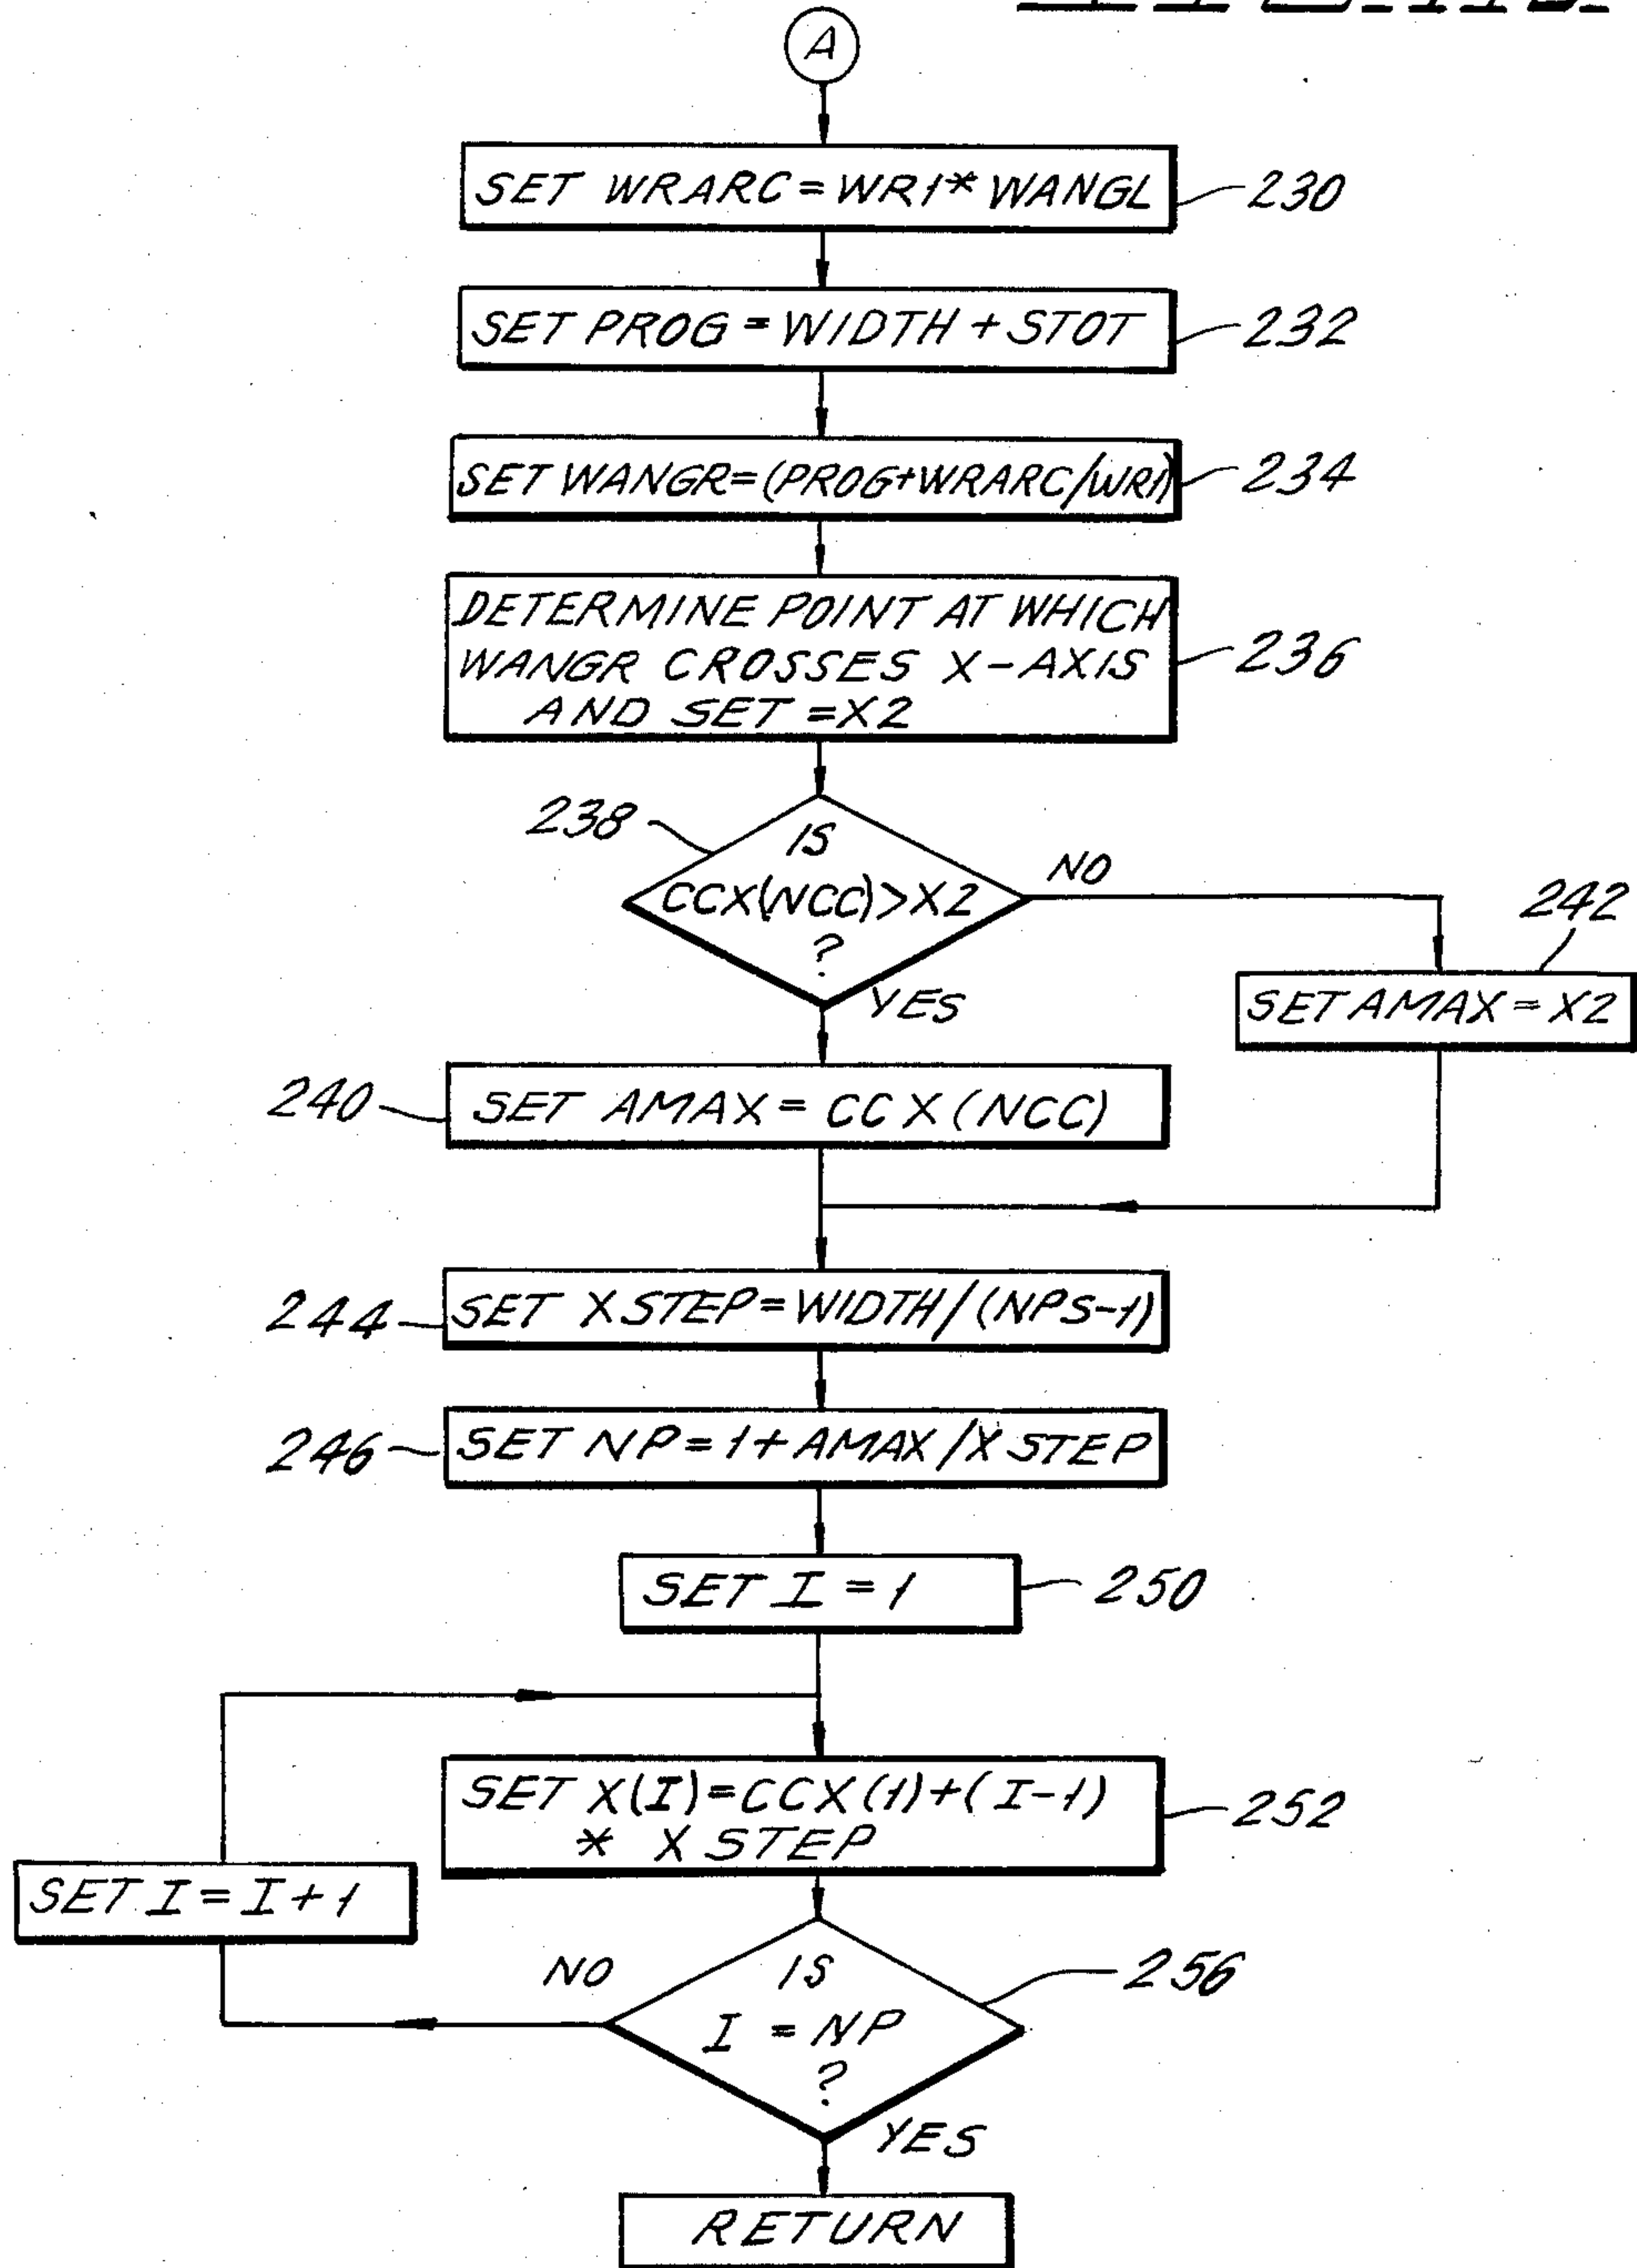 A
SET WRARC=WR1* WANGL
230
SET PROG=WIDTH+STOT
232
SET WANGR=(PROG+WRARC/WR1)
234
DETERMINE POINT AT WHICH
WANGR CROSSES X-AXIS
AND SET =X2
236
238
IS
CCX(NCC)>X2
?
NO
YES
242
SET AMAX=X2
240
SET AMAX=CCX(NCC)
244
SET XSTEP=WIDTH/(NPS-1)
246
SET NP=1+AMAX/XSTEP
SET I=1
250
SET X(I)=CCX(1)+(I-1)
* XSTEP
252
SET I=I+1
NO
IS
I=NP
?
256
YES
RETURN